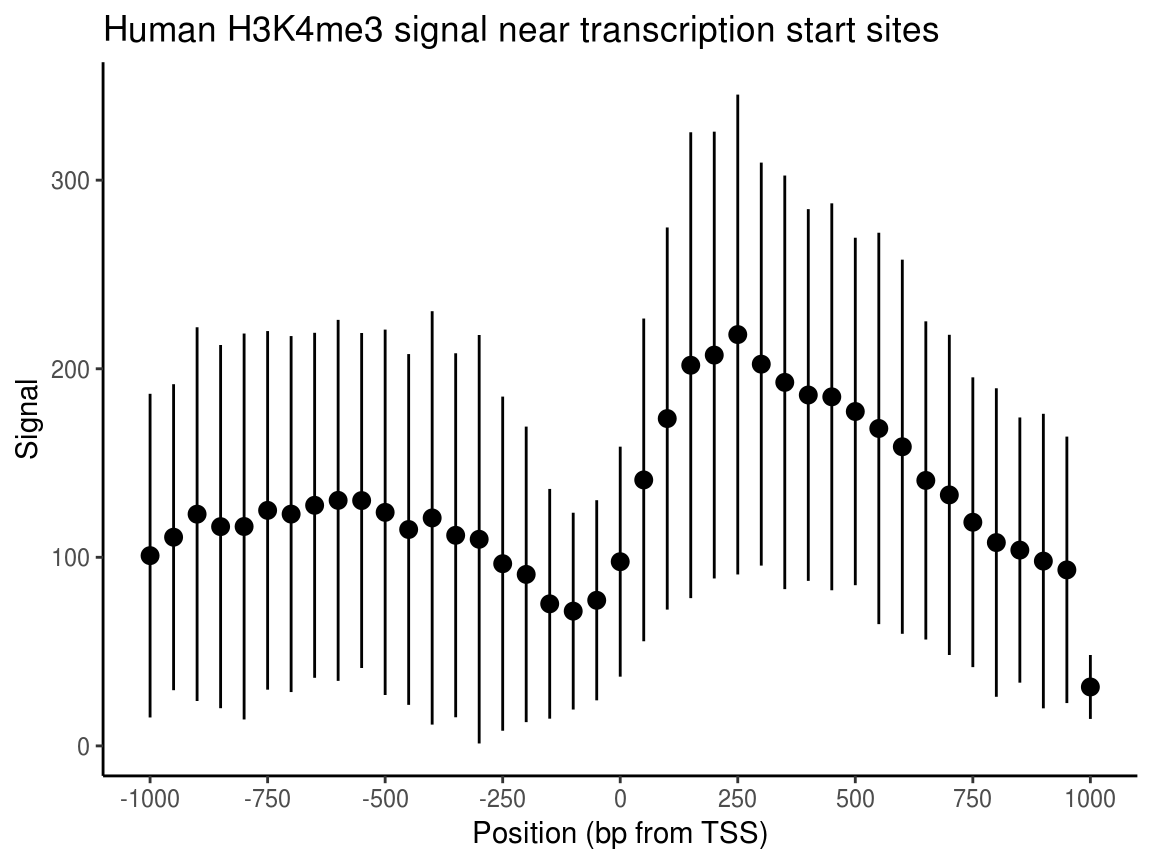 Human H3K4me3 signal near transcription start sites
Signal
300
200
100
0
-1000 -750 -500 -250 0 250 500 750 1000
Position (bp from TSS)